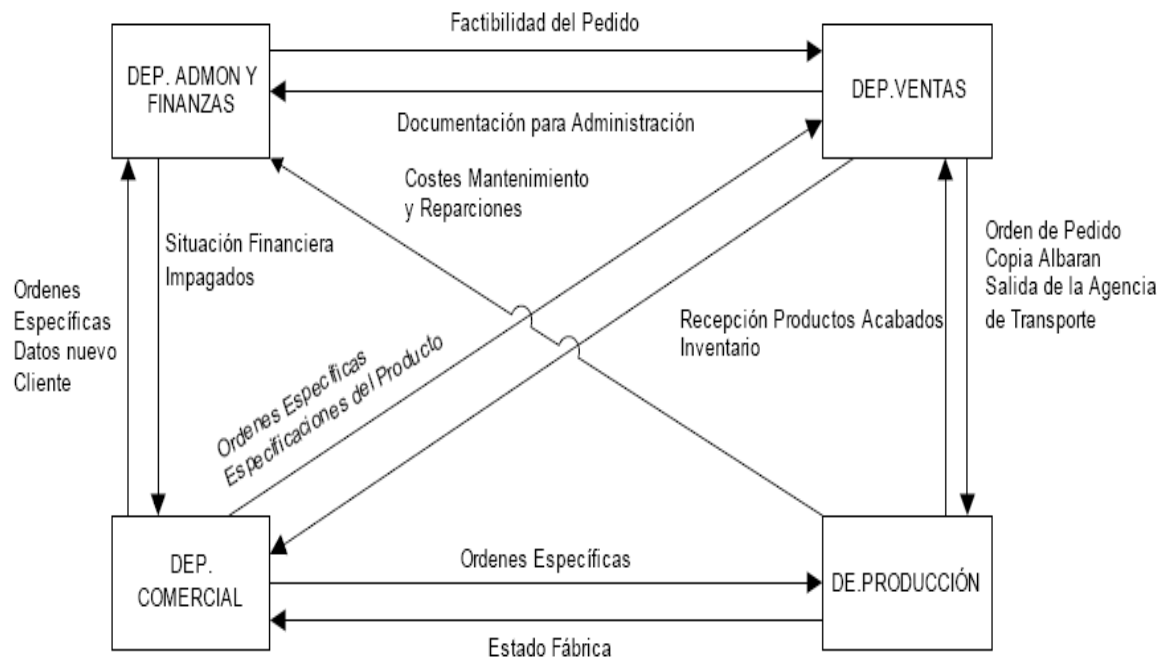 Factibilidad del Pedido
DEP. ADMON Y
FINANZAS
DEP.VENTAS
Documentación para Administración
Costes Mantenimiento
y Reparciones
Situación Financiera
Impagados
Orden de Pedido
Copia Albaran
Salida de la Agencia
de Transporte
Ordenes
Específicas
Datos nuevo
Cliente
Recepción Productos Acabados
Inventario
Ordenes Específicas
Especificaciones del Producto
DEP.
COMERCIAL
Ordenes Específicas
DE.PRODUCCIÓN
Estado Fábrica